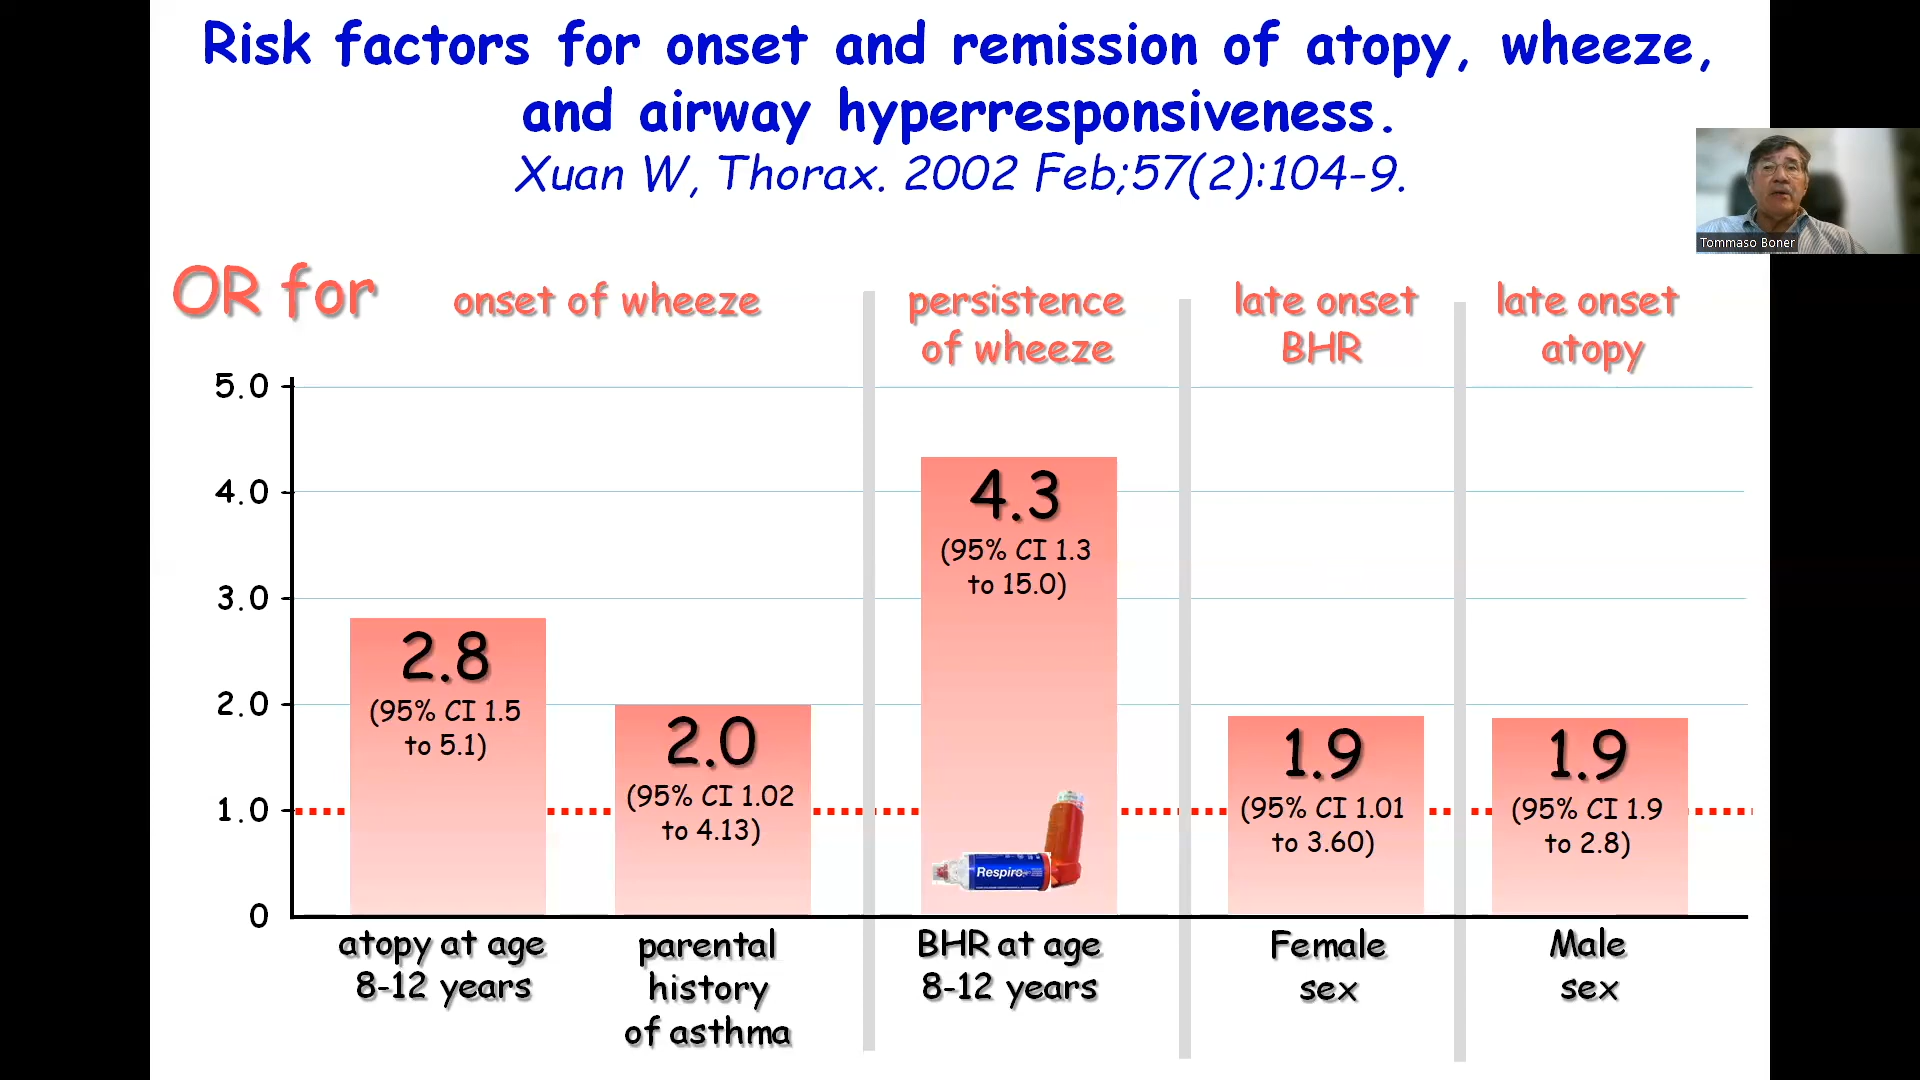 Risk factors for onset and remission of atopy, wheeze,
and airway hyperresponsiveness.
Xuan W, Thorax. 2002 Feb;57(2):104-9.
Tommaso Boner
OR for
onset of wheeze
persistence
of wheeze
late onset
BHR
late onset
atopy
5.0
4.0
3.0
2.0
1.0
0
2.8
(95% CI 1.5
to 5.1)
2.0
(95% CI 1.02
to 4.13)
4.3
(95% CI 1.3
to 15.0)
Respiro
1.9
(95% CI 1.01
to 3.60)
1.9
(95% CI 1.9
to 2.8)
atopy at age
8-12 years
parental
history
of asthma
BHR at age
8-12 years
Female
sex
Male
sex